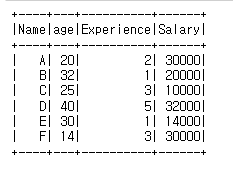 +----+---+----------+------+
|Name|age|Experience|Salary|
+----+---+----------+------+
|   A| 20|         2| 30000|
|   B| 32|         1| 20000|
|   C| 25|         3| 10000|
|   D| 40|         5| 32000|
|   E| 30|         1| 14000|
|   F| 14|         3| 30000|
+----+---+----------+------+